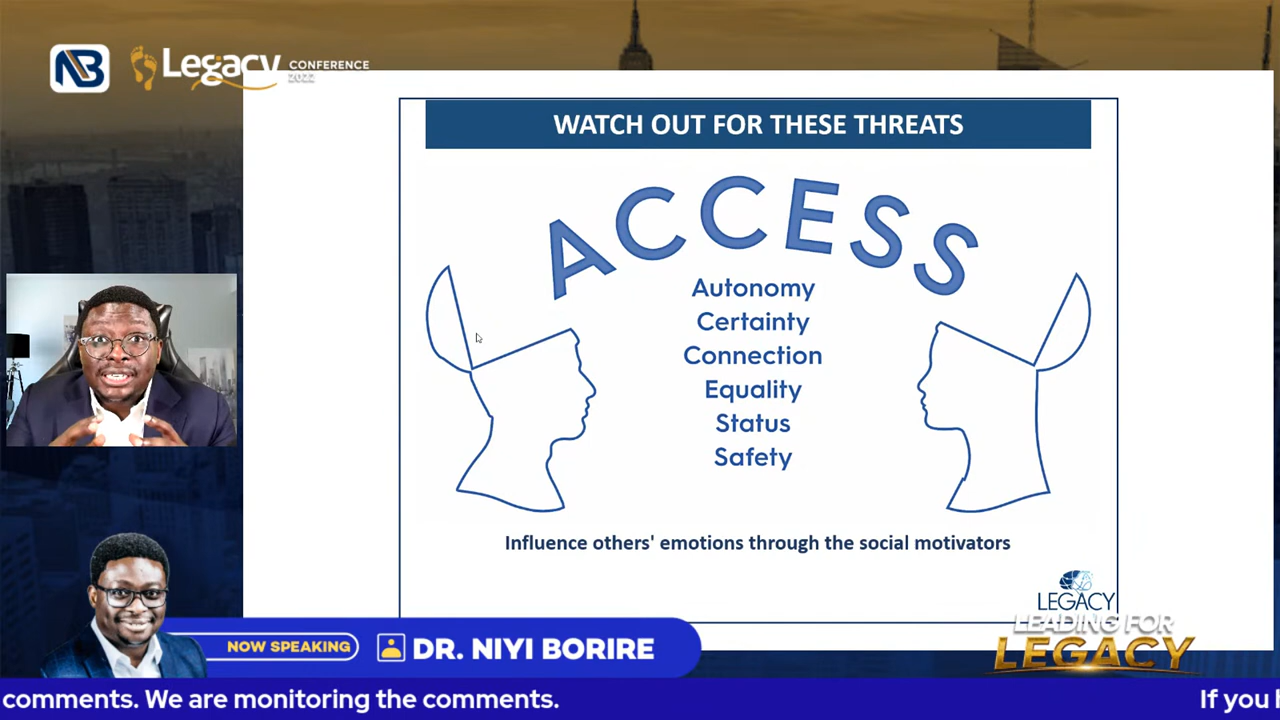 NB
Legacy CONFERENCE
2022
WATCH OUT FOR THESE THREATS
ACCESS
Autonomy
Certainty
Connection
Equality
Status
Safety
Influence others' emotions through the social motivators
LEGACY
LEADING FOR
LEGACY
NOW SPEAKING
DR. NIYI BORIRE
comments. We are monitoring the comments.
If you h